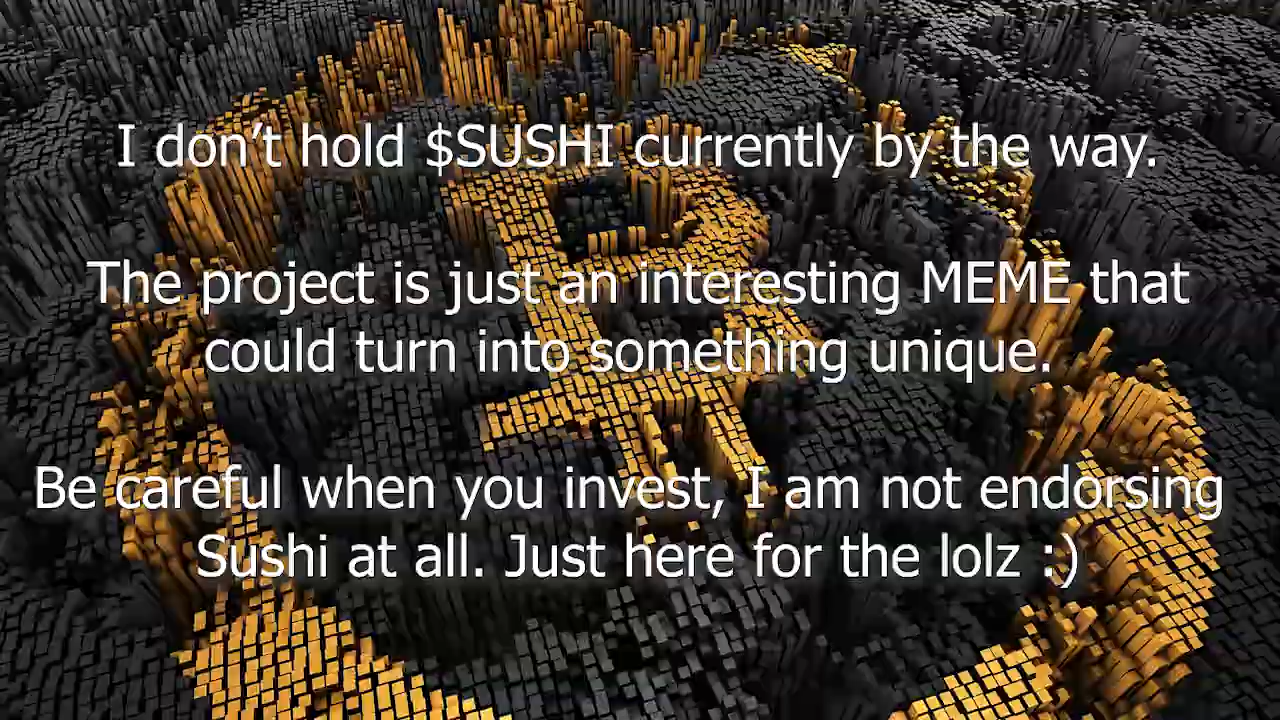 I don’t hold $SUSHI currently by the way.
The project is just an interesting MEME that
could turn into something unique.
Be careful when you invest, I am not endorsing
Sushi at all. Just here for the lolz :)